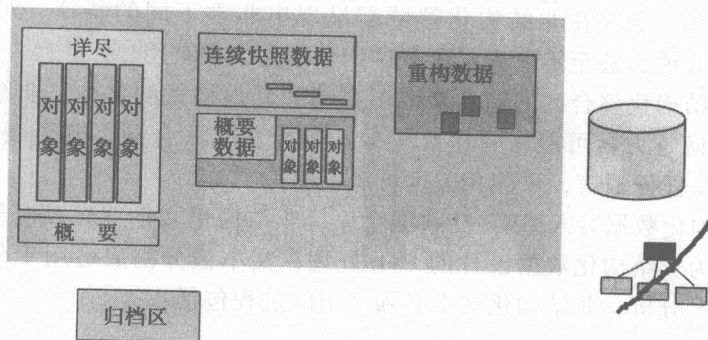 详尽
对象 对象 对象 对象
概 要
连续快照数据
概要
数据
对象 对象 对象
重构数据
归档区